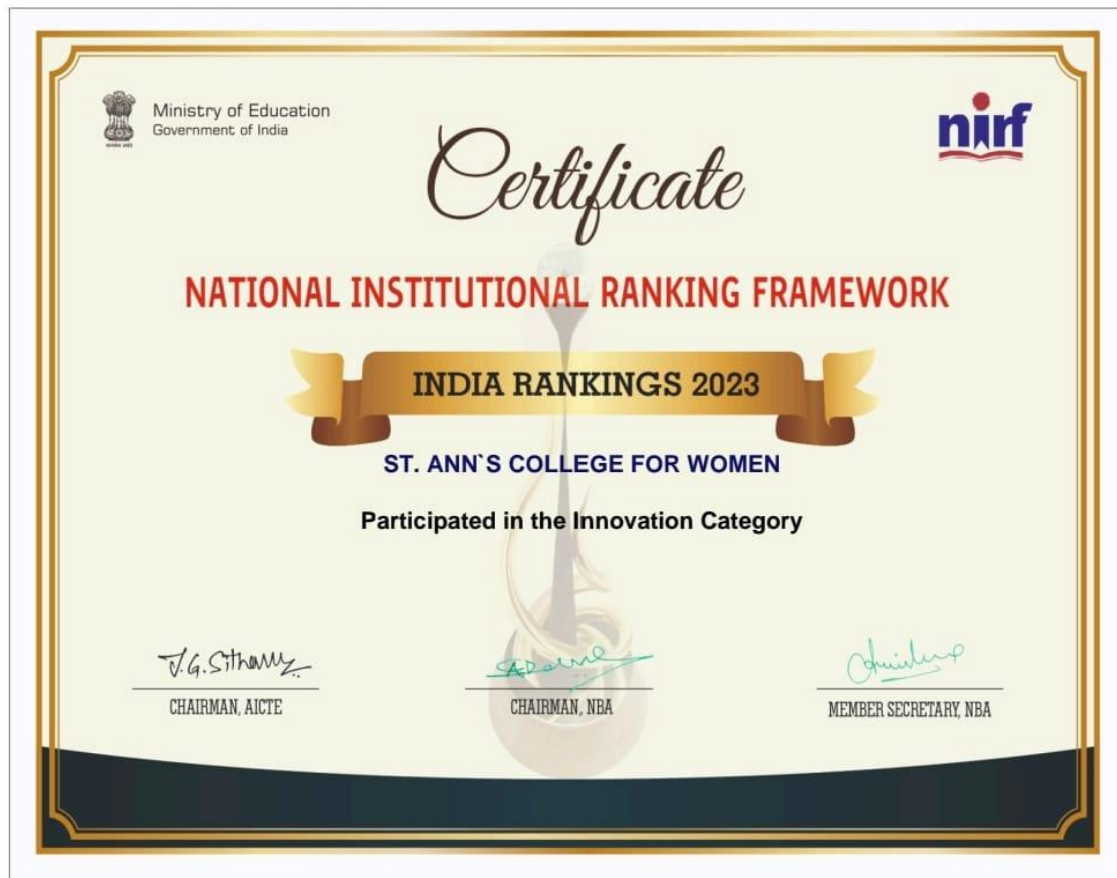 Ministry of Education
Government of India
nirf
Certificate
NATIONAL INSTITUTIONAL RANKING FRAMEWORK
INDIA RANKINGS 2023
ST. ANN`S COLLEGE FOR WOMEN
Participated in the Innovation Category
T.G. Sitharam
CHAIRMAN, AICTE
CHAIRMAN, NBA
MEMBER SECRETARY, NBA